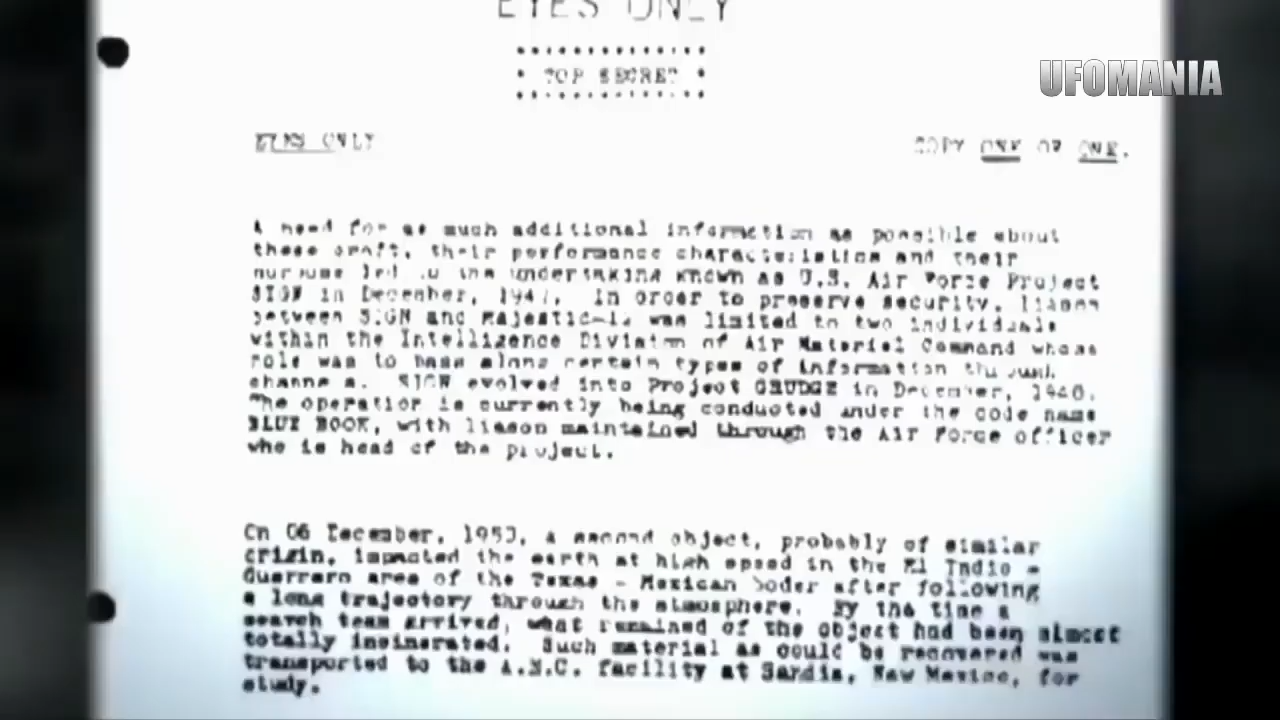 EYES ONLY
TOP SECRET
UFOMANIA
EYES ONLY
COPY ONE OF ONE.
A need for as much additional information as possible about
these craft, their performance characteristics and their
purpose led to the undertaking known as U.S. Air Force Project
SIGN in December, 1947. In order to preserve security, liason
between SIGN and Majestic-12 was limited to two individuals
within the Intelligence Division of Air Materiel Command whose
role was to pass along certain types of information through
channels. SIGN evolved into Project GRUDGE in December, 1948.
The operation is currently being conducted under the code name
BLUE BOOK, with liason maintained through the Air Force officer
who is head of the project.
On 06 December, 1950, a second object, probably of similar
origin, impacted the earth at high speed in the El Indio -
Guerrero area of the Texas - Mexican boder after following
a long trajectory through the atmosphere. By the time a
search team arrived, what remained of the object had been almost
totally incinerated. Such material as could be recovered was
transported to the A.E.C. facility at Sandia, New Mexico, for
study.